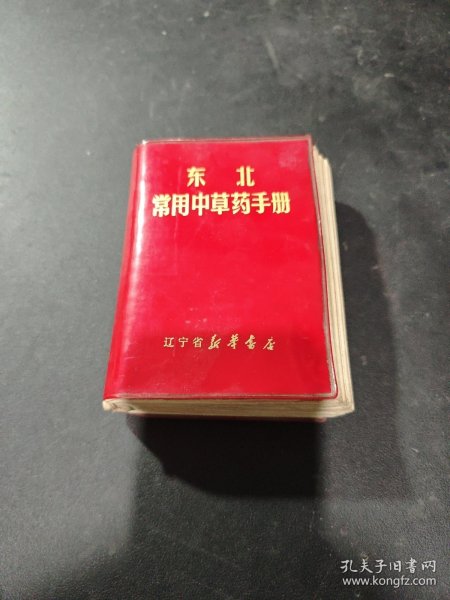 东 北
常用中草药手册
辽宁省新华书店
孔夫子旧书网
www.kongfz.com